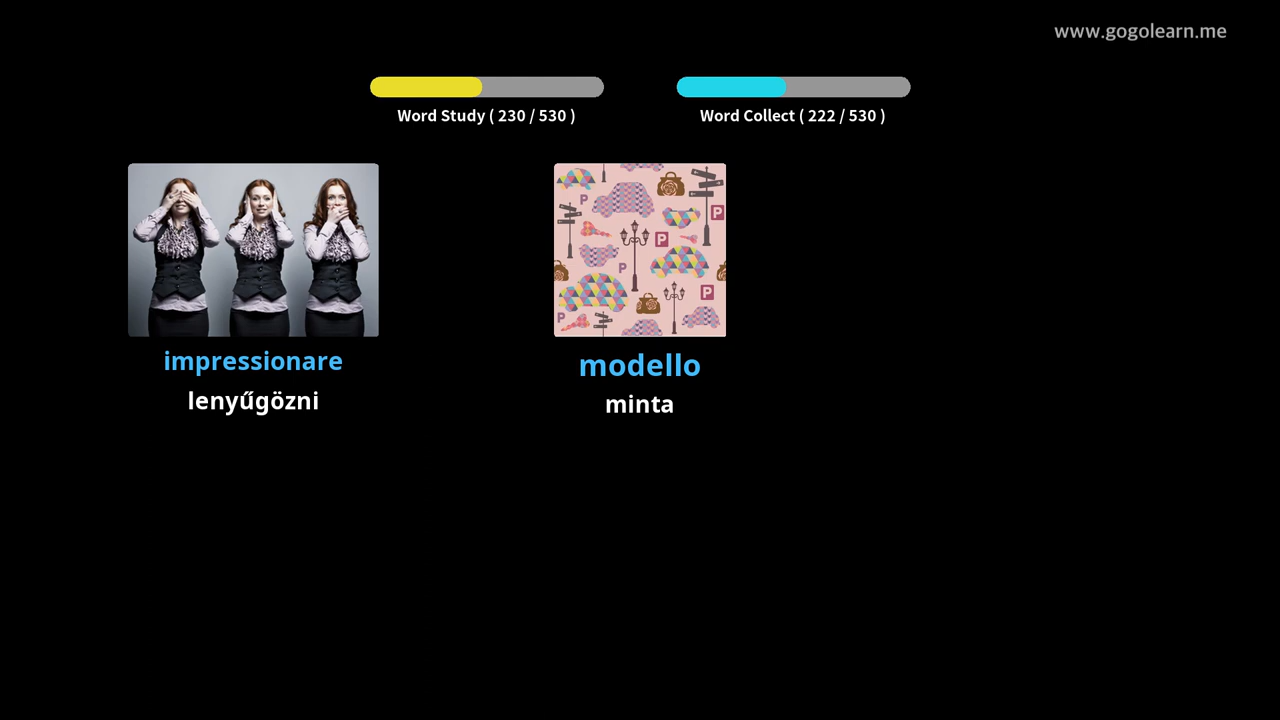 www.gogolearn.me
Word Study ( 230 / 530 )
Word Collect ( 222 / 530 )
P
P
P
P
P
P
impressionare
modello
lenyűgözni
minta